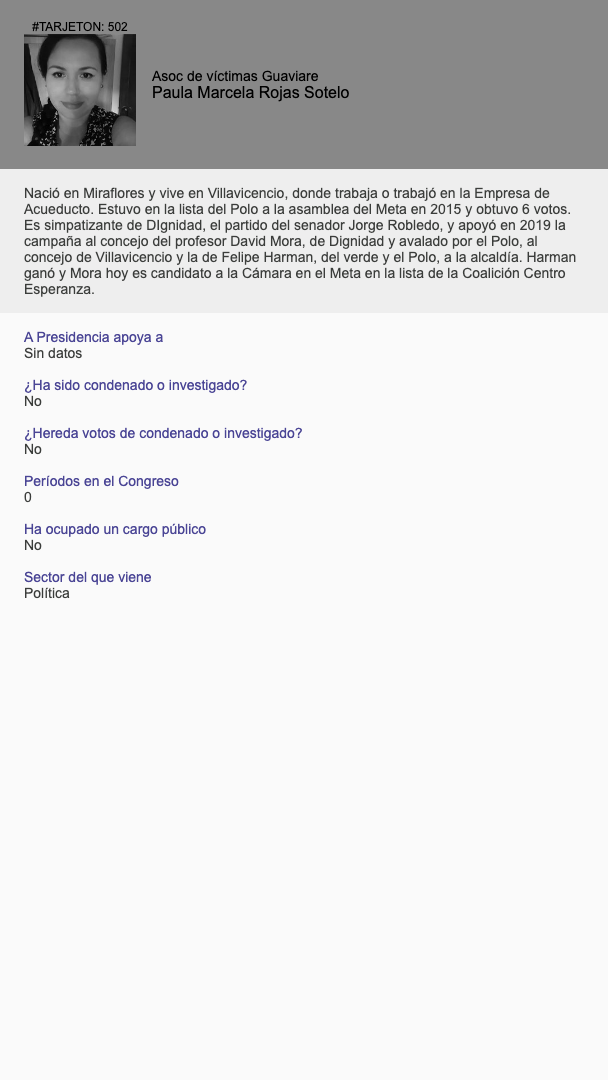 #TARJETON: 502
Asoc de víctimas Guaviare
Paula Marcela Rojas Sotelo
Nació en Miraflores y vive en Villavicencio, donde trabaja o trabajó en la Empresa de
Acueducto. Estuvo en la lista del Polo a la asamblea del Meta en 2015 y obtuvo 6 votos.
Es simpatizante de DIgnidad, el partido del senador Jorge Robledo, y apoyó en 2019 la
campaña al concejo del profesor David Mora, de Dignidad y avalado por el Polo, al
concejo de Villavicencio y la de Felipe Harman, del verde y el Polo, a la alcaldía. Harman
ganó y Mora hoy es candidato a la Cámara en el Meta en la lista de la Coalición Centro
Esperanza.
A Presidencia apoya a
Sin datos
¿Ha sido condenado o investigado?
No
¿Hereda votos de condenado o investigado?
No
Períodos en el Congreso
0
Ha ocupado un cargo público
No
Sector del que viene
Política